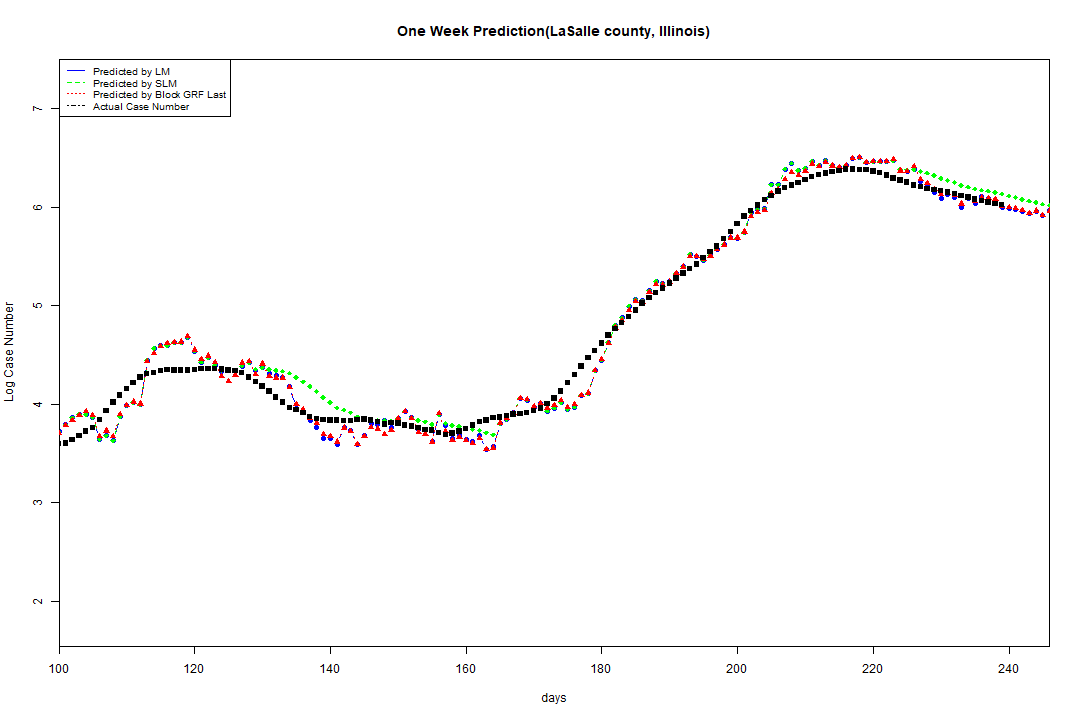 One Week Prediction(LaSalle county, Illinois)
Predicted by LM
Predicted by SLM
Predicted by Block GRF Last
Actual Case Number
7
6
5
4
3
2
Log Case Number
100 120 140 160 180 200 220 240
days